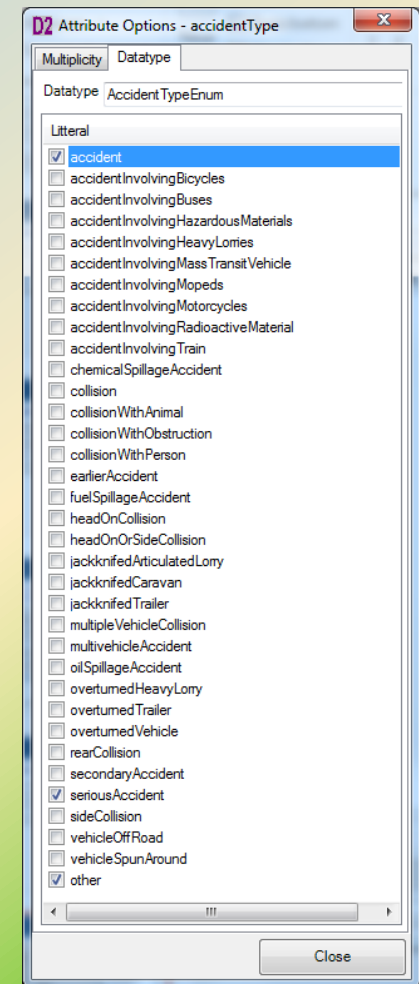 D2 Attribute Options - accidentType
Multiplicity Datatype
Datatype AccidentTypeEnum
Litteral
accident
accidentInvolvingBicycles
accidentInvolvingBuses
accidentInvolvingHazardousMaterials
accidentInvolvingHeavyLorries
accidentInvolvingMassTransitVehicle
accidentInvolvingMopeds
accidentInvolvingMotorcycles
accidentInvolvingRadioactiveMaterial
accidentInvolvingTrain
chemicalSpillageAccident
collision
collisionWithAnimal
collisionWithObstruction
collisionWithPerson
earlierAccident
fuelSpillageAccident
headOnCollision
headOnOrSideCollision
jackknifedArticulatedLorry
jackknifedCaravan
jackknifedTrailer
multipleVehicleCollision
multivehicleAccident
oilSpillageAccident
overturnedHeavyLorry
overturnedTrailer
overturnedVehicle
rearCollision
secondaryAccident
seriousAccident
sideCollision
vehicleOffRoad
vehicleSpunAround
other
Close